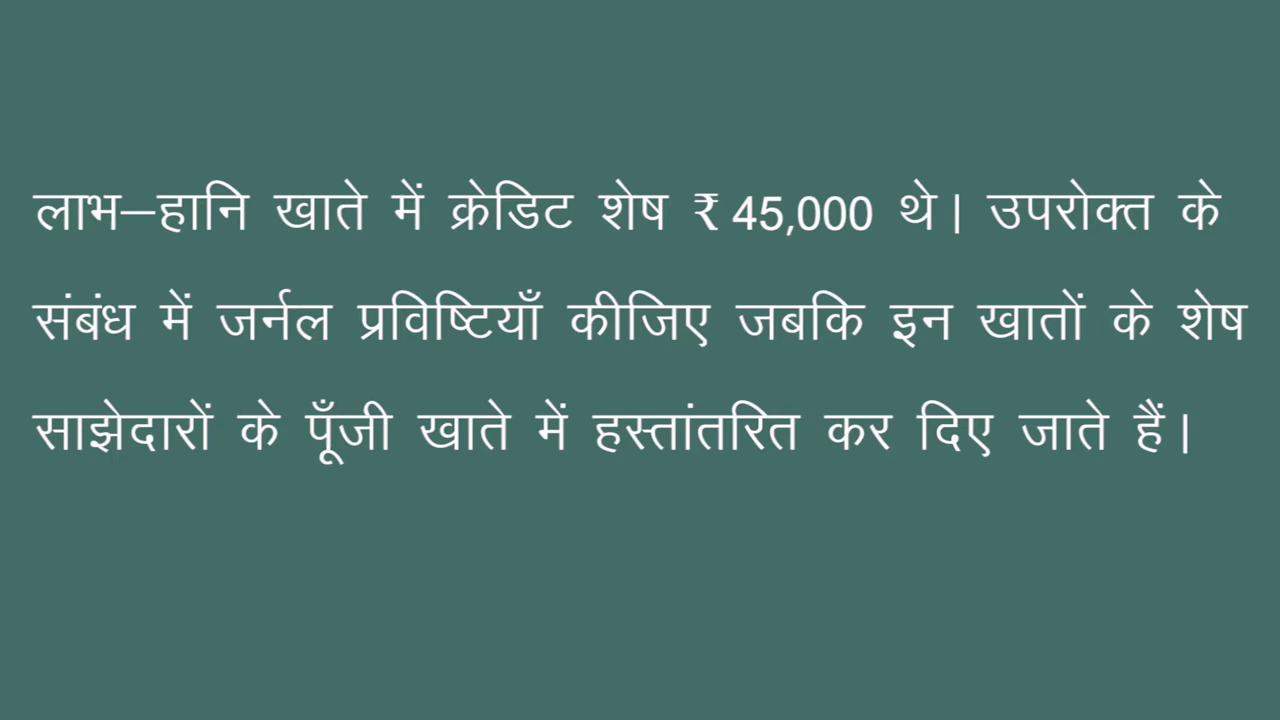 लाभ–हानि खाते में क्रेडिट शेष ₹ 45,000 थे। उपरोक्त के
संबंध में जर्नल प्रविष्टियाँ कीजिए जबकि इन खातों के शेष
साझेदारों के पूँजी खाते में हस्तांतरित कर दिए जाते हैं।